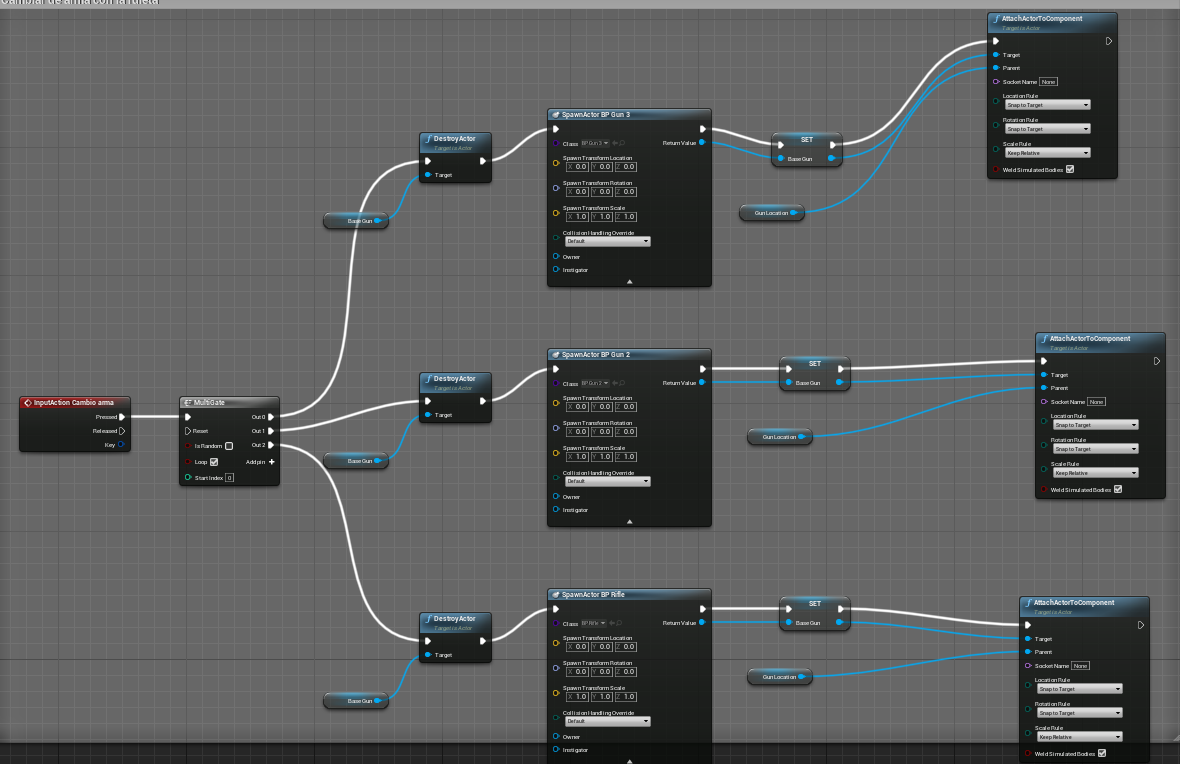 Cambiar de arma con la ruleta
AttachActorToComponent
Target is Actor
Target
Parent
Socket Name None
Location Rule
Snap to Target
Rotation Rule
Snap to Target
Scale Rule
Keep Relative
Weld Simulated Bodies
DestroyActor
Target is Actor
Target
Base Gun
SpawnActor BP Gun 3
Class BP Gun 3
Return Value
Spawn Transform Location
X 0.0 Y 0.0 Z 0.0
Spawn Transform Rotation
X 0.0 Y 0.0 Z 0.0
Spawn Transform Scale
X 1.0 Y 1.0 Z 1.0
Collision Handling Override
Default
Owner
Instigator
SET
Base Gun
Gun Location
InputAction Cambio arma
Pressed
Released
Key
MultiGate
Out 0
Reset
Out 1
Is Random
Out 2
Loop
Add pin
Start Index 0
DestroyActor
Target is Actor
Target
Base Gun
SpawnActor BP Gun 2
Class BP Gun 2
Return Value
Spawn Transform Location
X 0.0 Y 0.0 Z 0.0
Spawn Transform Rotation
X 0.0 Y 0.0 Z 0.0
Spawn Transform Scale
X 1.0 Y 1.0 Z 1.0
Collision Handling Override
Default
Owner
Instigator
SET
Base Gun
Gun Location
AttachActorToComponent
Target is Actor
Target
Parent
Socket Name None
Location Rule
Snap to Target
Rotation Rule
Snap to Target
Scale Rule
Keep Relative
Weld Simulated Bodies
DestroyActor
Target is Actor
Target
Base Gun
SpawnActor BP Rifle
Class BP Rifle
Return Value
Spawn Transform Location
X 0.0 Y 0.0 Z 0.0
Spawn Transform Rotation
X 0.0 Y 0.0 Z 0.0
Spawn Transform Scale
X 1.0 Y 1.0 Z 1.0
Collision Handling Override
Default
Owner
Instigator
SET
Base Gun
Gun Location
AttachActorToComponent
Target is Actor
Target
Parent
Socket Name None
Location Rule
Snap to Target
Rotation Rule
Snap to Target
Scale Rule
Keep Relative
Weld Simulated Bodies